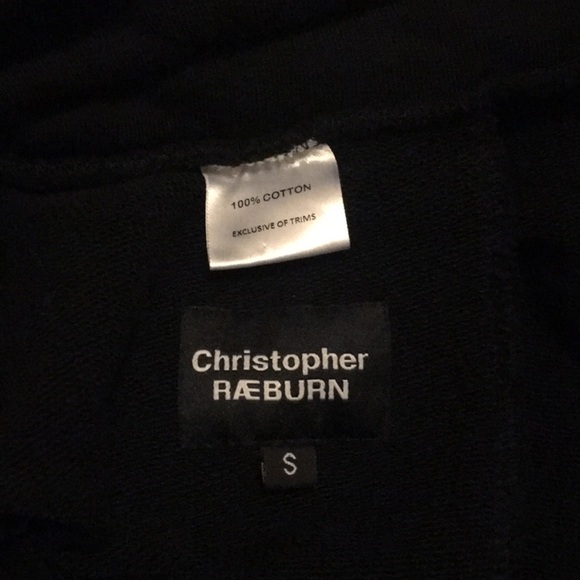 100% COTTON
EXCLUSIVE OF TRIMS
Christopher
RÆBURN
S